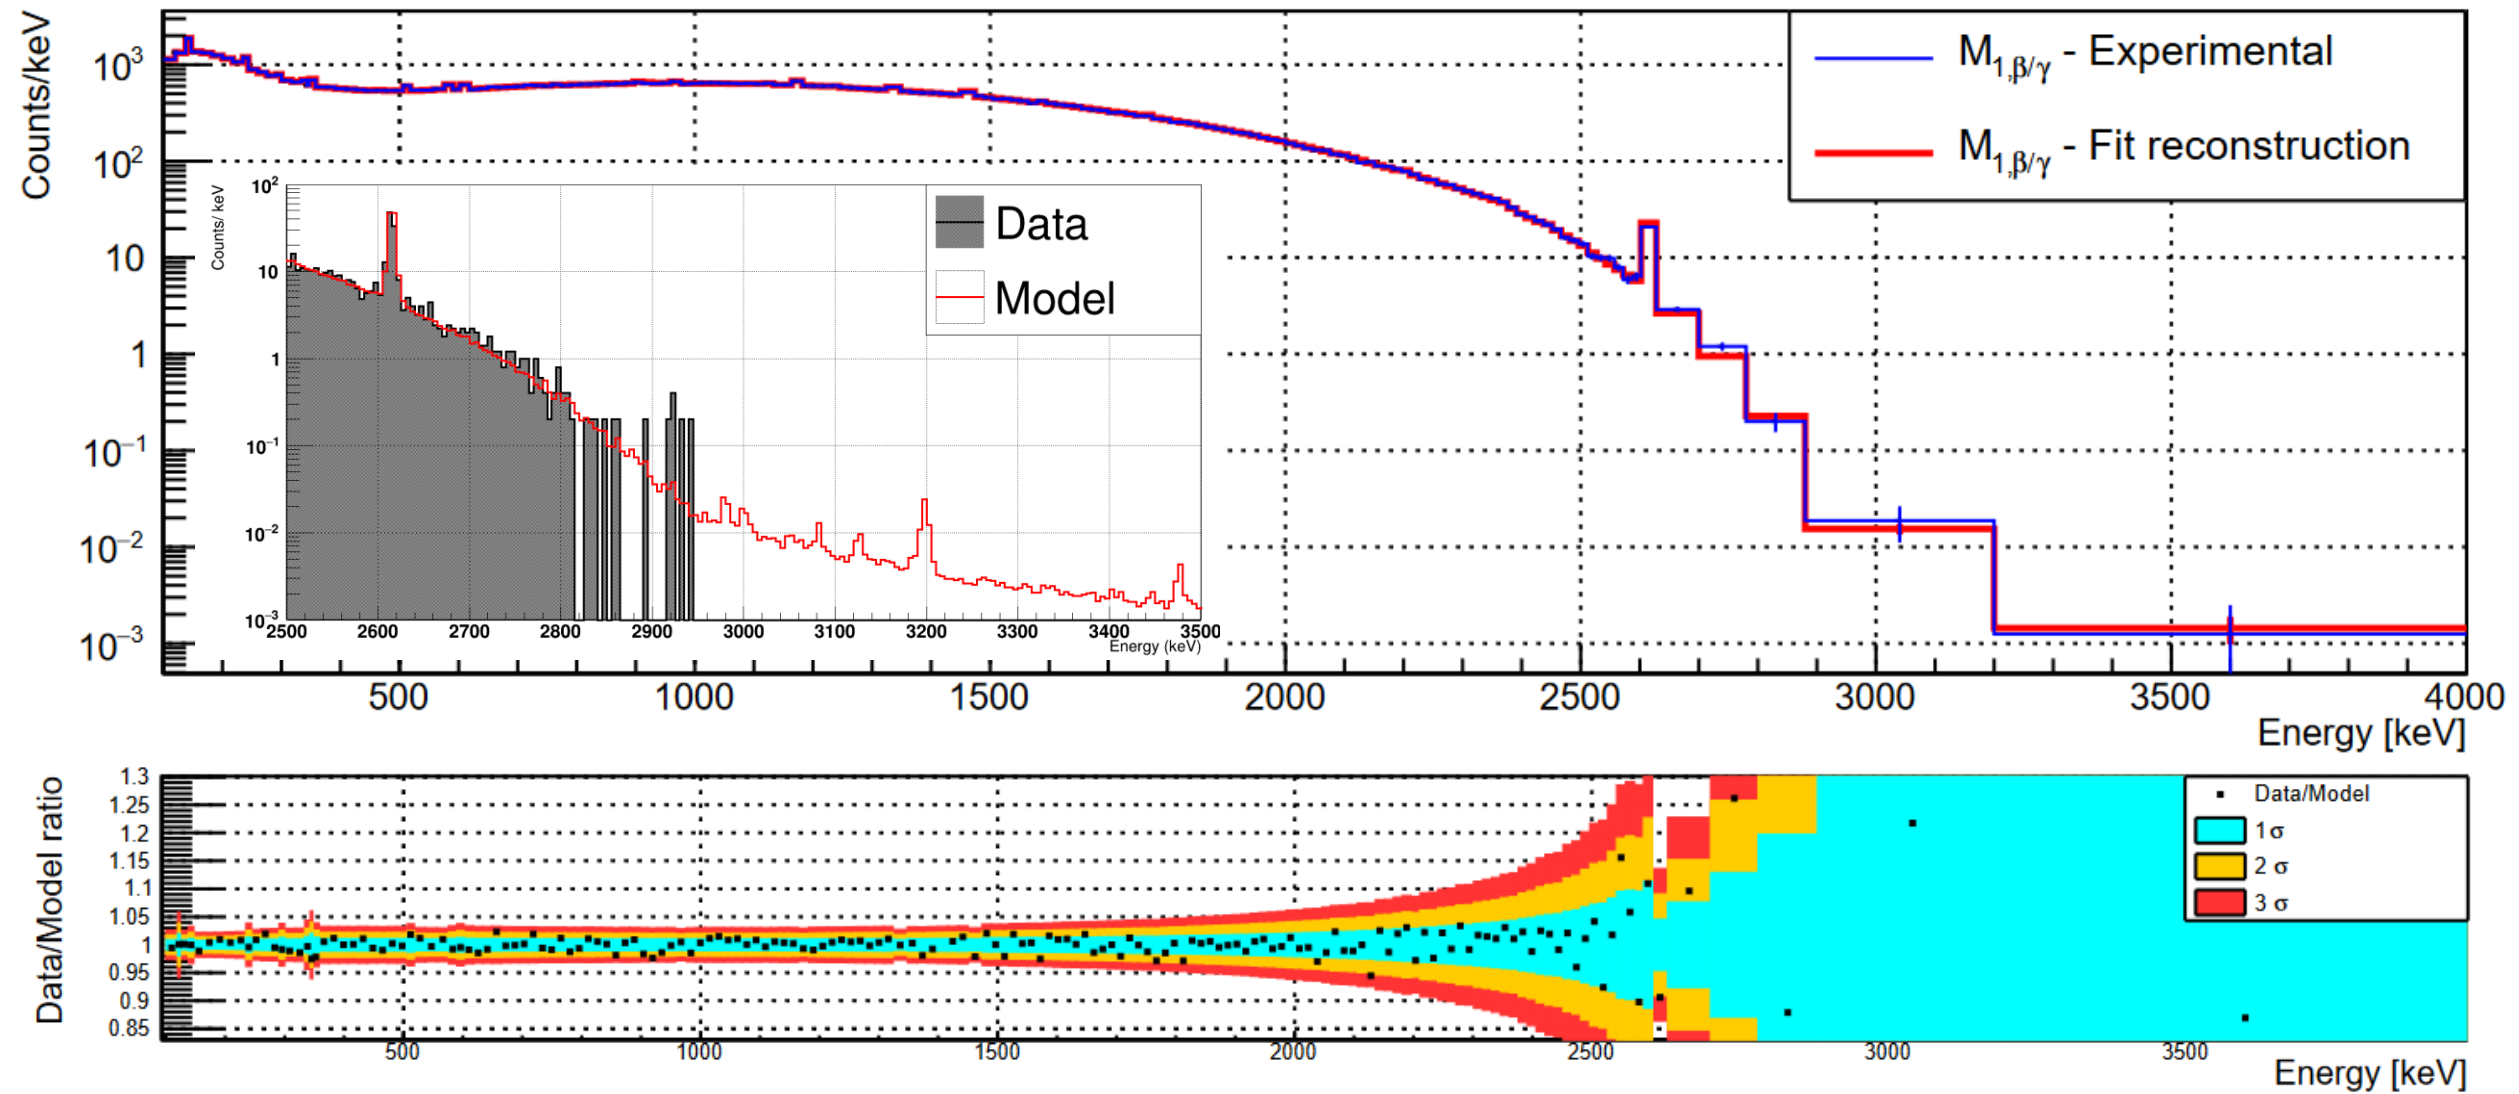 Counts/keV
10³
10²
10
1
10⁻¹
10⁻²
10⁻³
M1,β/γ - Experimental
M1,β/γ - Fit reconstruction
Counts/ keV
10²
10
1
10⁻¹
10⁻²
10⁻³
Data
Model
2500 2600 2700 2800 2900 3000 3100 3200 3300 3400 3500
Energy (keV)
500 1000 1500 2000 2500 3000 3500 4000
Energy [keV]
Data/Model ratio
1.3
1.25
1.2
1.15
1.1
1.05
1
0.95
0.9
0.85
Data/Model
1 σ
2 σ
3 σ
500 1000 1500 2000 2500 3000 3500
Energy [keV]